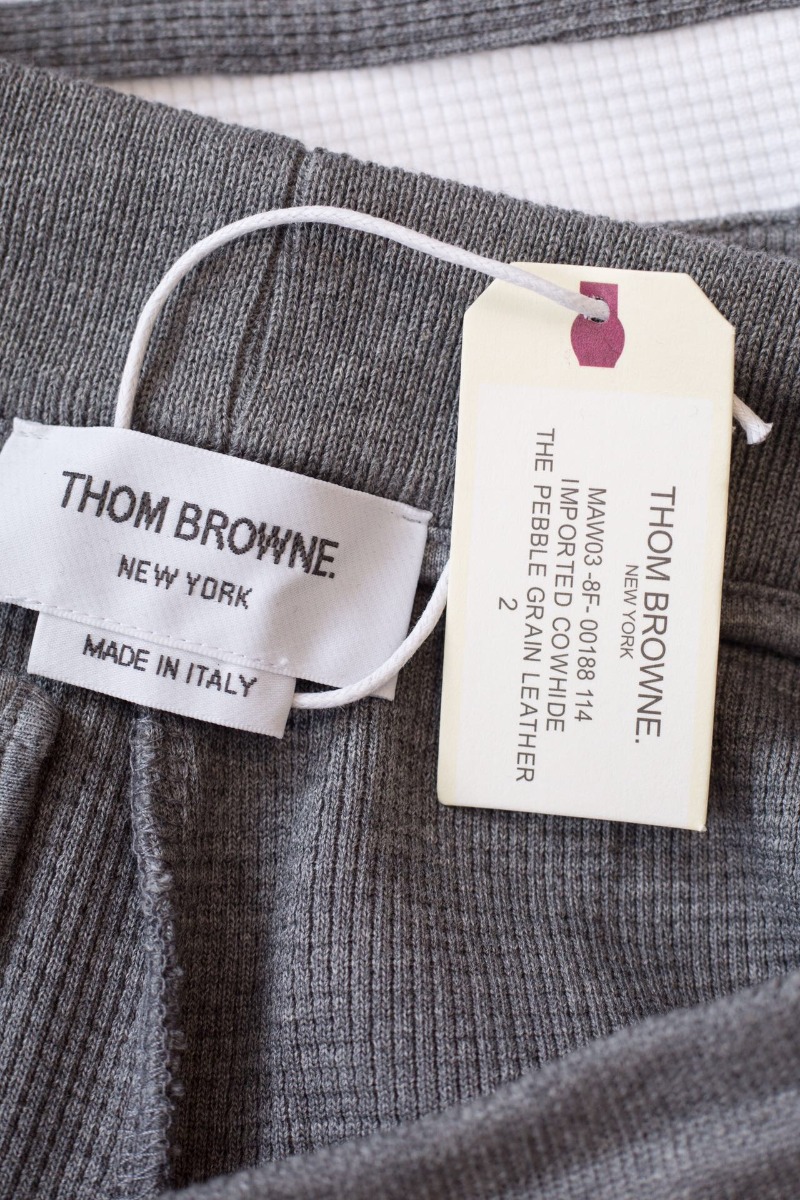 THOM BROWNE.
NEW YORK
MADE IN ITALY
THOM BROWNE.
NEW YORK
MAW03 -8F- 00188 114
IMPORTED COWHIDE
THE PEBBLE GRAIN LEATHER
2